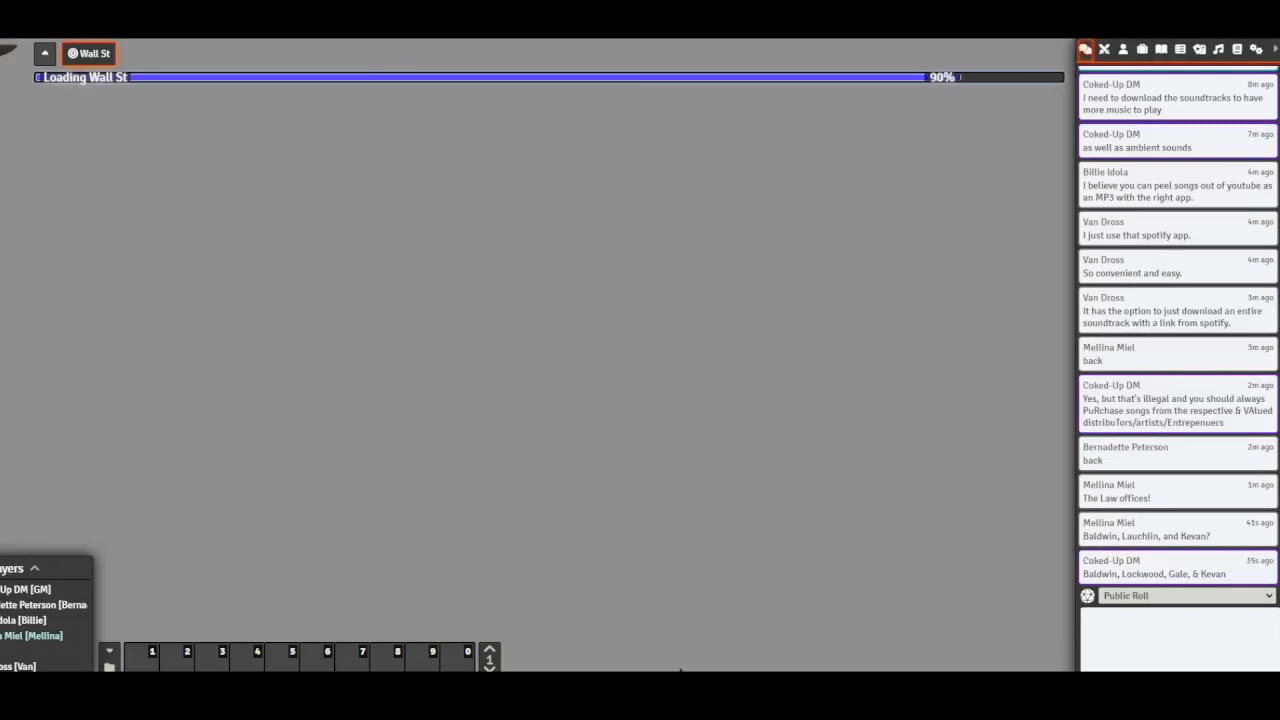 Wall St
Loading Wall St
90%
Coked-Up DM 8m ago
I need to download the soundtracks to have
more music to play
Coked-Up DM 7m ago
as well as ambient sounds
Billie Idola 4m ago
I believe you can peel songs out of youtube as
an MP3 with the right app.
Van Dross 4m ago
I just use that spotify app.
Van Dross 4m ago
So convenient and easy.
Van Dross 3m ago
It has the option to just download an entire
soundtrack with a link from spotify.
Mellina Miel 3m ago
back
Coked-Up DM 2m ago
Yes, but that's illegal and you should always
PuRchase songs from the respective & VAlued
distribuTors/artists/Entrepenuers
Bernadette Peterson 2m ago
back
Mellina Miel 1m ago
The Law offices!
Mellina Miel 41s ago
Baldwin, Lauchlin, and Kevan?
Coked-Up DM 35s ago
Baldwin, Lockwood, Gale, & Kevan
Public Roll
ayers
Up DM [GM]
dette Peterson [Berna
dola [Billie]
a Miel [Mellina]
oss [Van]
1 2 3 4 5 6 7 8 9 0
1